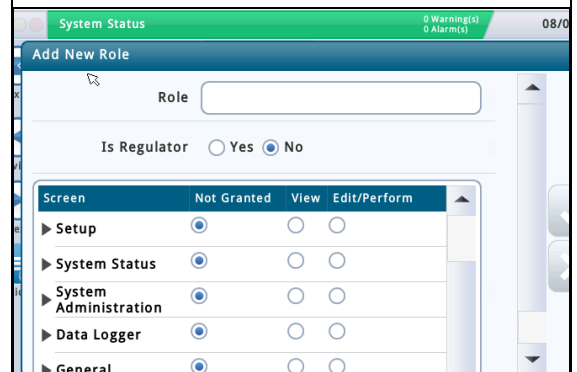 System Status
0 Warning(s)
0 Alarm(s)
08/0
Add New Role
Role
Is Regulator Yes No
Screen Not Granted View Edit/Perform
Setup
System Status
System
Administration
Data Logger
General